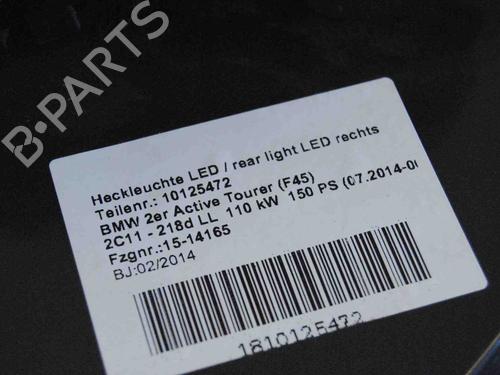 B-PARTS
Heckleuchte LED / rear light LED rechts
Teilenr.: 10125472
BMW 2er Active Tourer (F45)
2C11 - 218d LL 110 kW 150 PS (07.2014-
Fzgnr.:15-14165
BJ:02/2014
1810125472